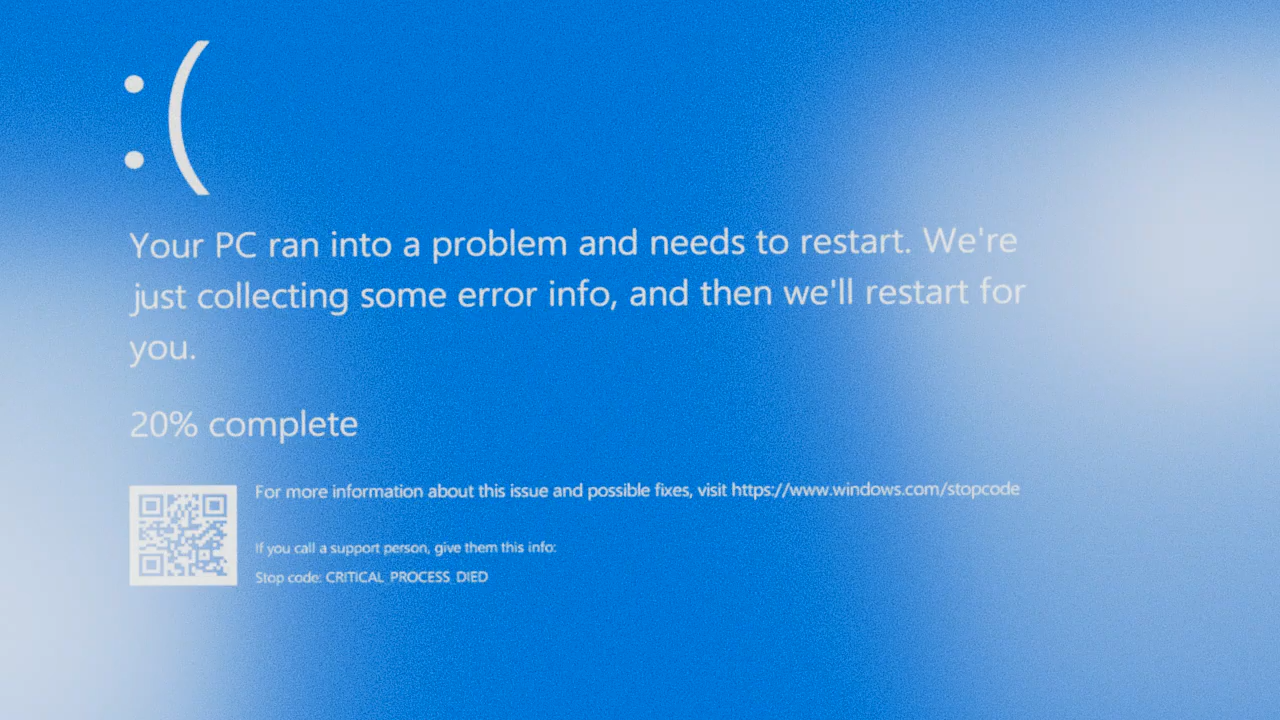 :(
Your PC ran into a problem and needs to restart. We're
just collecting some error info, and then we'll restart for
you.
20% complete
For more information about this issue and possible fixes, visit https://www.windows.com/stopcode
If you call a support person, give them this info:
Stop code: CRITICAL_PROCESS_DIED